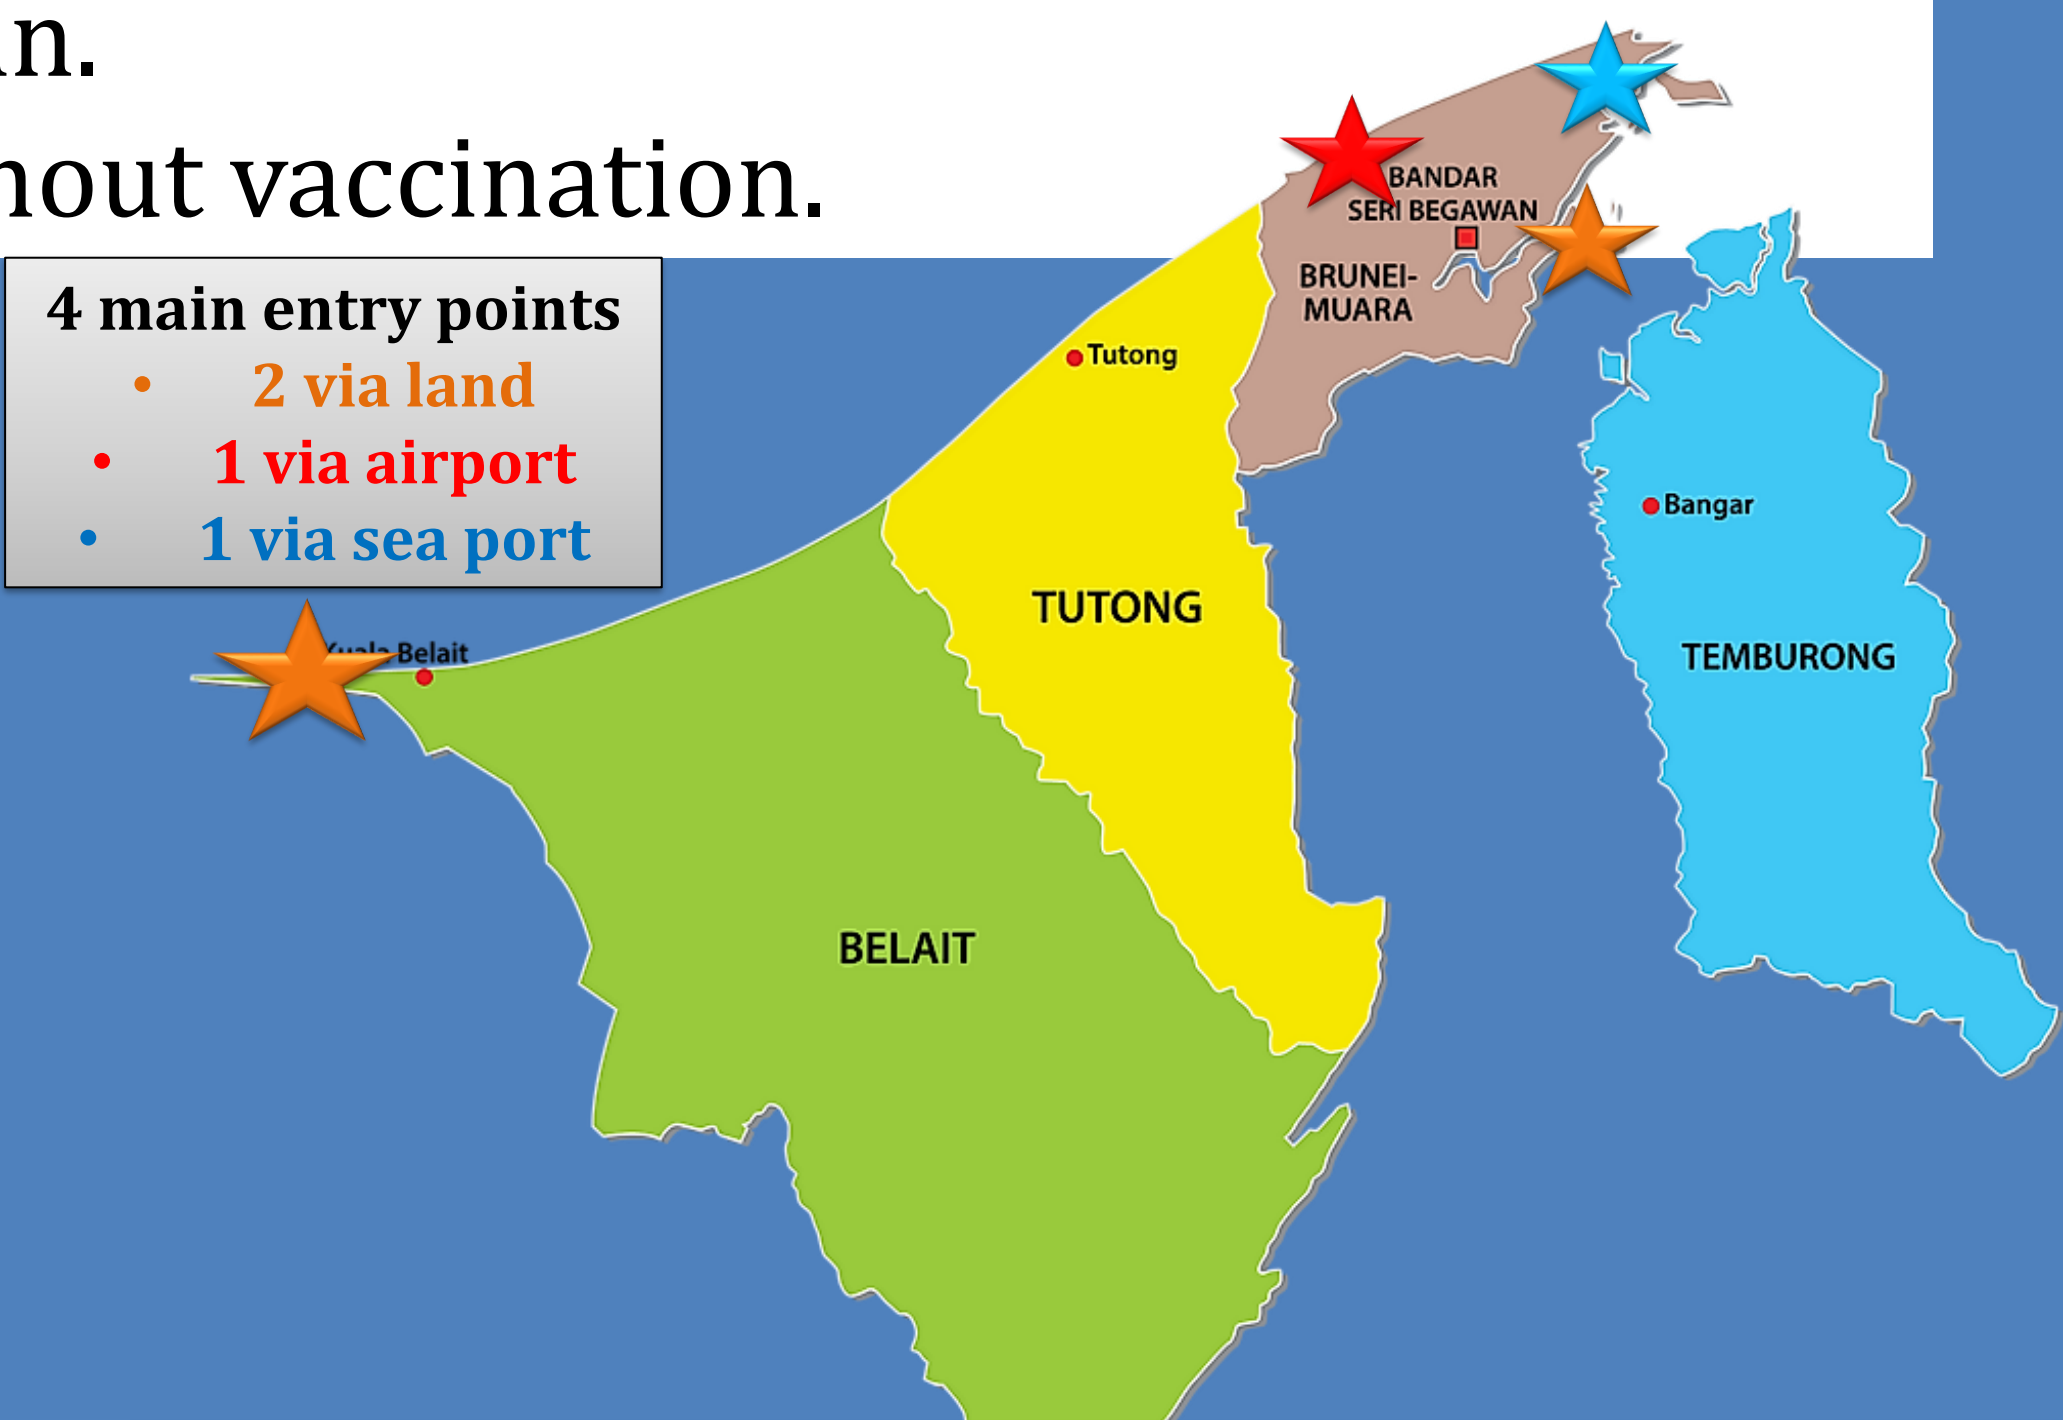 in.
hout vaccination.
4 main entry points
• 2 via land
• 1 via airport
• 1 via sea port
BANDAR
SERI BEGAWAN
BRUNEI-
MUARA
Tutong
Bangar
TUTONG
Belait
TEMBURONG
BELAIT